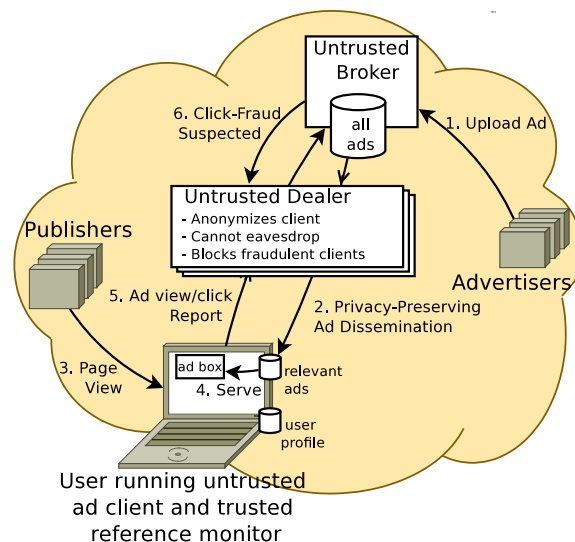 Untrusted
Broker
6. Click-Fraud
Suspected
all
ads
1. Upload Ad
Untrusted Dealer
- Anonymizes client
- Cannot eavesdrop
- Blocks fraudulent clients
Publishers
Advertisers
5. Ad view/click
Report
2. Privacy-Preserving
Ad Dissemination
3. Page
View
ad box
4. Serve
relevant
ads
user
profile
User running untrusted
ad client and trusted
reference monitor